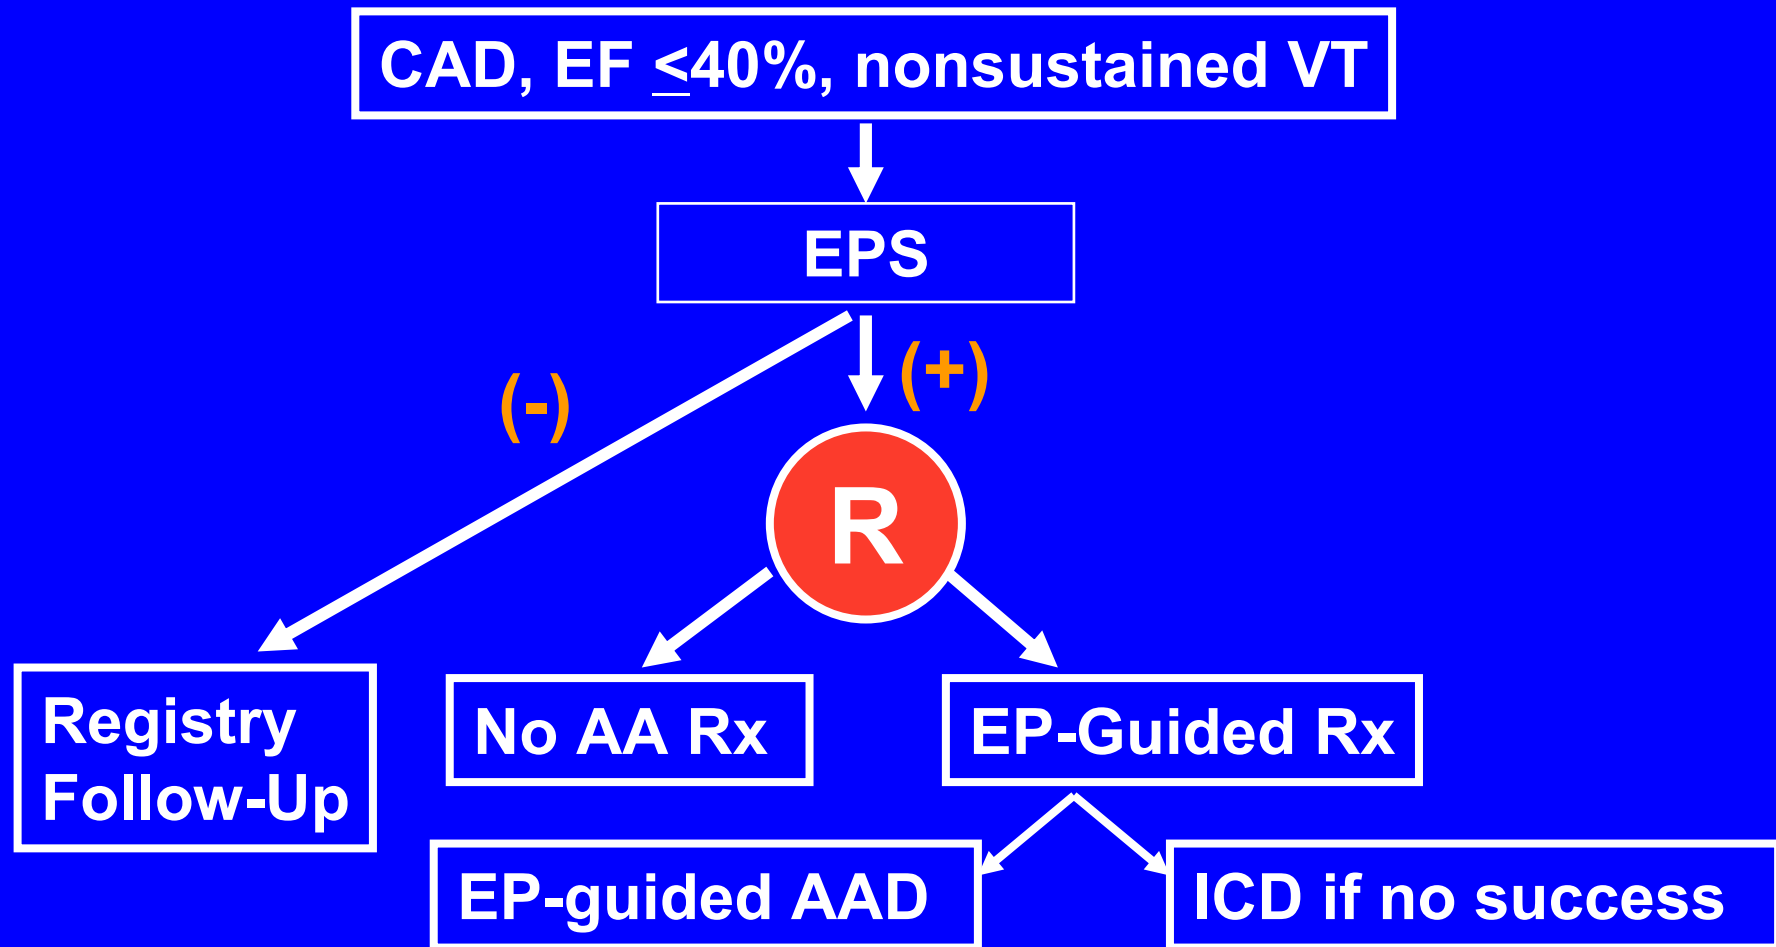 CAD, EF ≤40%, nonsustained VT
EPS
(-)
(+)
R
Registry
Follow-Up
No AA Rx
EP-Guided Rx
EP-guided AAD
ICD if no success